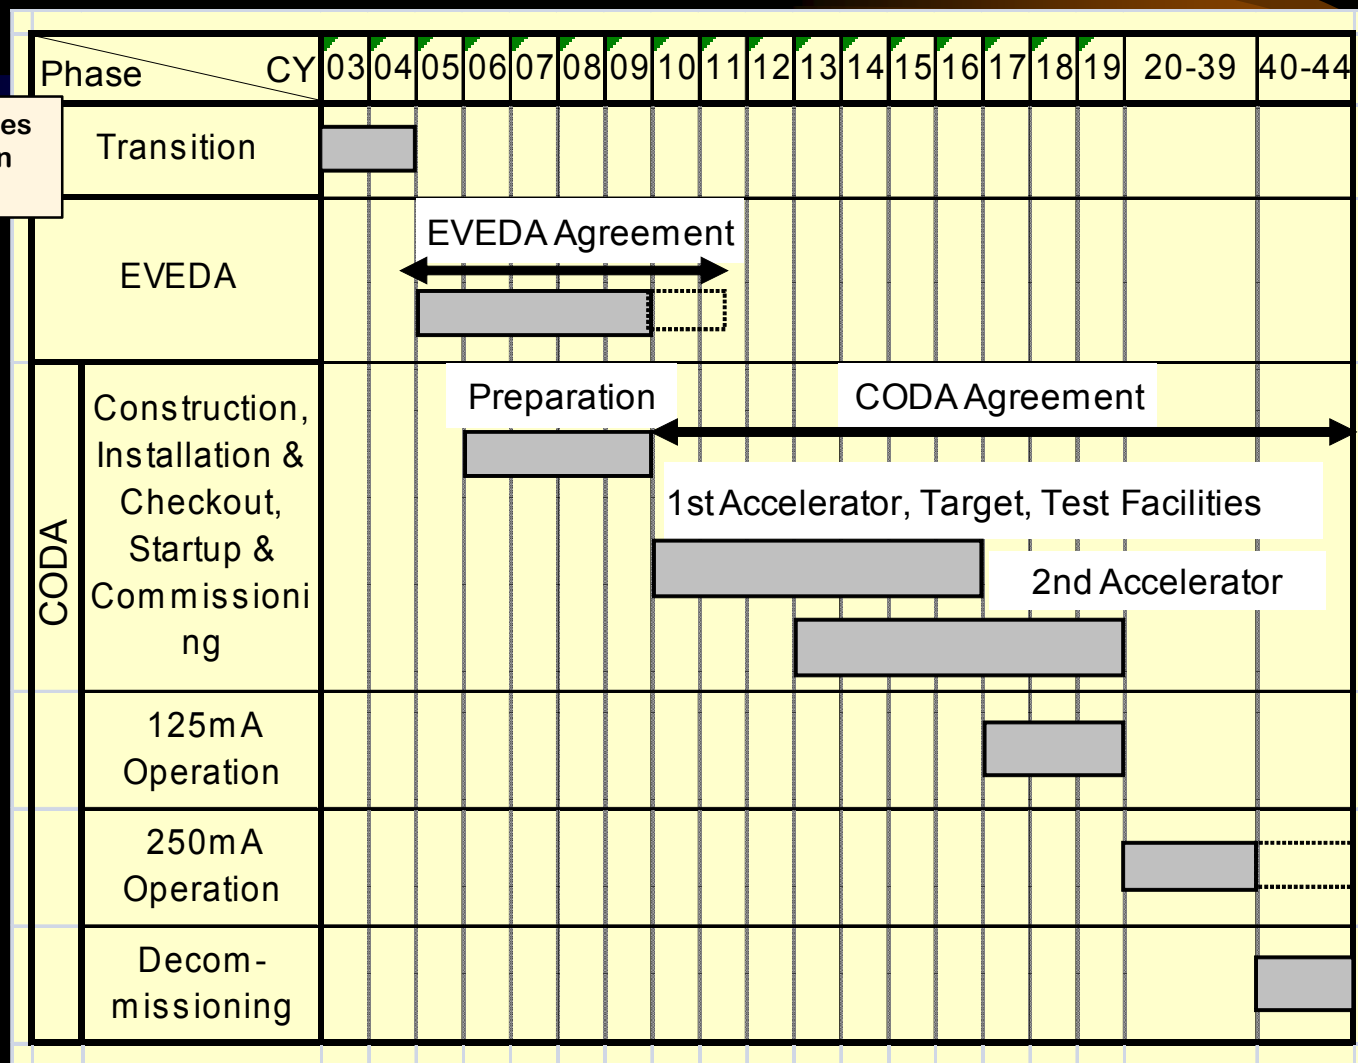 Phase CY 03 04 05 06 07 08 09 10 11 12 13 14 15 16 17 18 19 20-39 40-44
es
n
Transition
EVEDA Agreement
EVEDA
Preparation
CODA Agreement
CODA
Construction,
Installation &
Checkout,
Startup &
Commissioni
ng
1st Accelerator, Target, Test Facilities
2nd Accelerator
125mA
Operation
250mA
Operation
Decom-
missioning